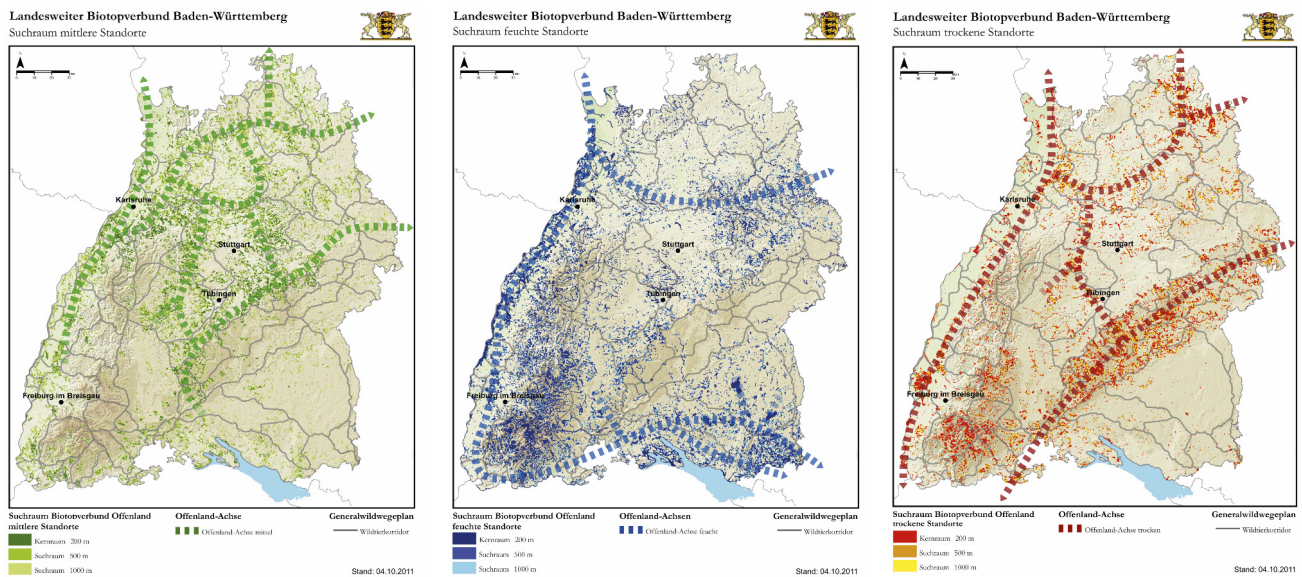 Landesweiter Biotopverbund Baden-Württemberg
Suchraum mittlere Standorte
Karlsruhe
Stuttgart
Tübingen
Freiburg im Breisgau
Suchraum Biotopverbund Offenland
mittlere Standorte
Kernraum 200 m
Suchraum 500 m
Suchraum 1000 m
Offenland-Achse
Offenland-Achse mittel
Generalwildwegeplan
Wildtierkorridor
Stand: 04.10.2011
Landesweiter Biotopverbund Baden-Württemberg
Suchraum feuchte Standorte
Karlsruhe
Stuttgart
Tübingen
Freiburg im Breisgau
Suchraum Biotopverbund Offenland
feuchte Standorte
Kernraum 200 m
Suchraum 500 m
Suchraum 1000 m
Offenland-Achsen
Offenland-Achse feucht
Generalwildwegeplan
Wildtierkorridor
Stand: 04.10.2011
Landesweiter Biotopverbund Baden-Württemberg
Suchraum trockene Standorte
Karlsruhe
Stuttgart
Tübingen
Freiburg im Breisgau
Suchraum Biotopverbund Offenland
trockene Standorte
Kernraum 200 m
Suchraum 500 m
Suchraum 1000 m
Offenland-Achse
Offenland-Achse trocken
Generalwildwegeplan
Wildtierkorridor
Stand: 04.10.2011